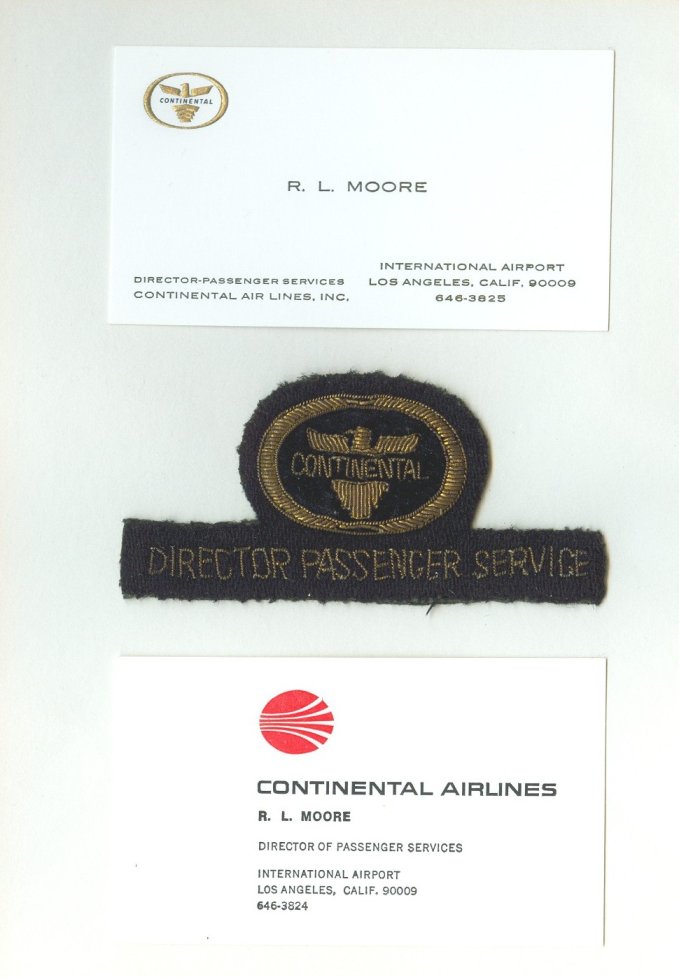 CONTINENTAL
R. L. MOORE
DIRECTOR-PASSENGER SERVICES
CONTINENTAL AIR LINES, INC.
INTERNATIONAL AIRPORT
LOS ANGELES, CALIF. 90009
646-3825
CONTINENTAL
DIRECTOR PASSENGER SERVICE
CONTINENTAL AIRLINES
R. L. MOORE
DIRECTOR OF PASSENGER SERVICES
INTERNATIONAL AIRPORT
LOS ANGELES, CALIF. 90009
646-3824